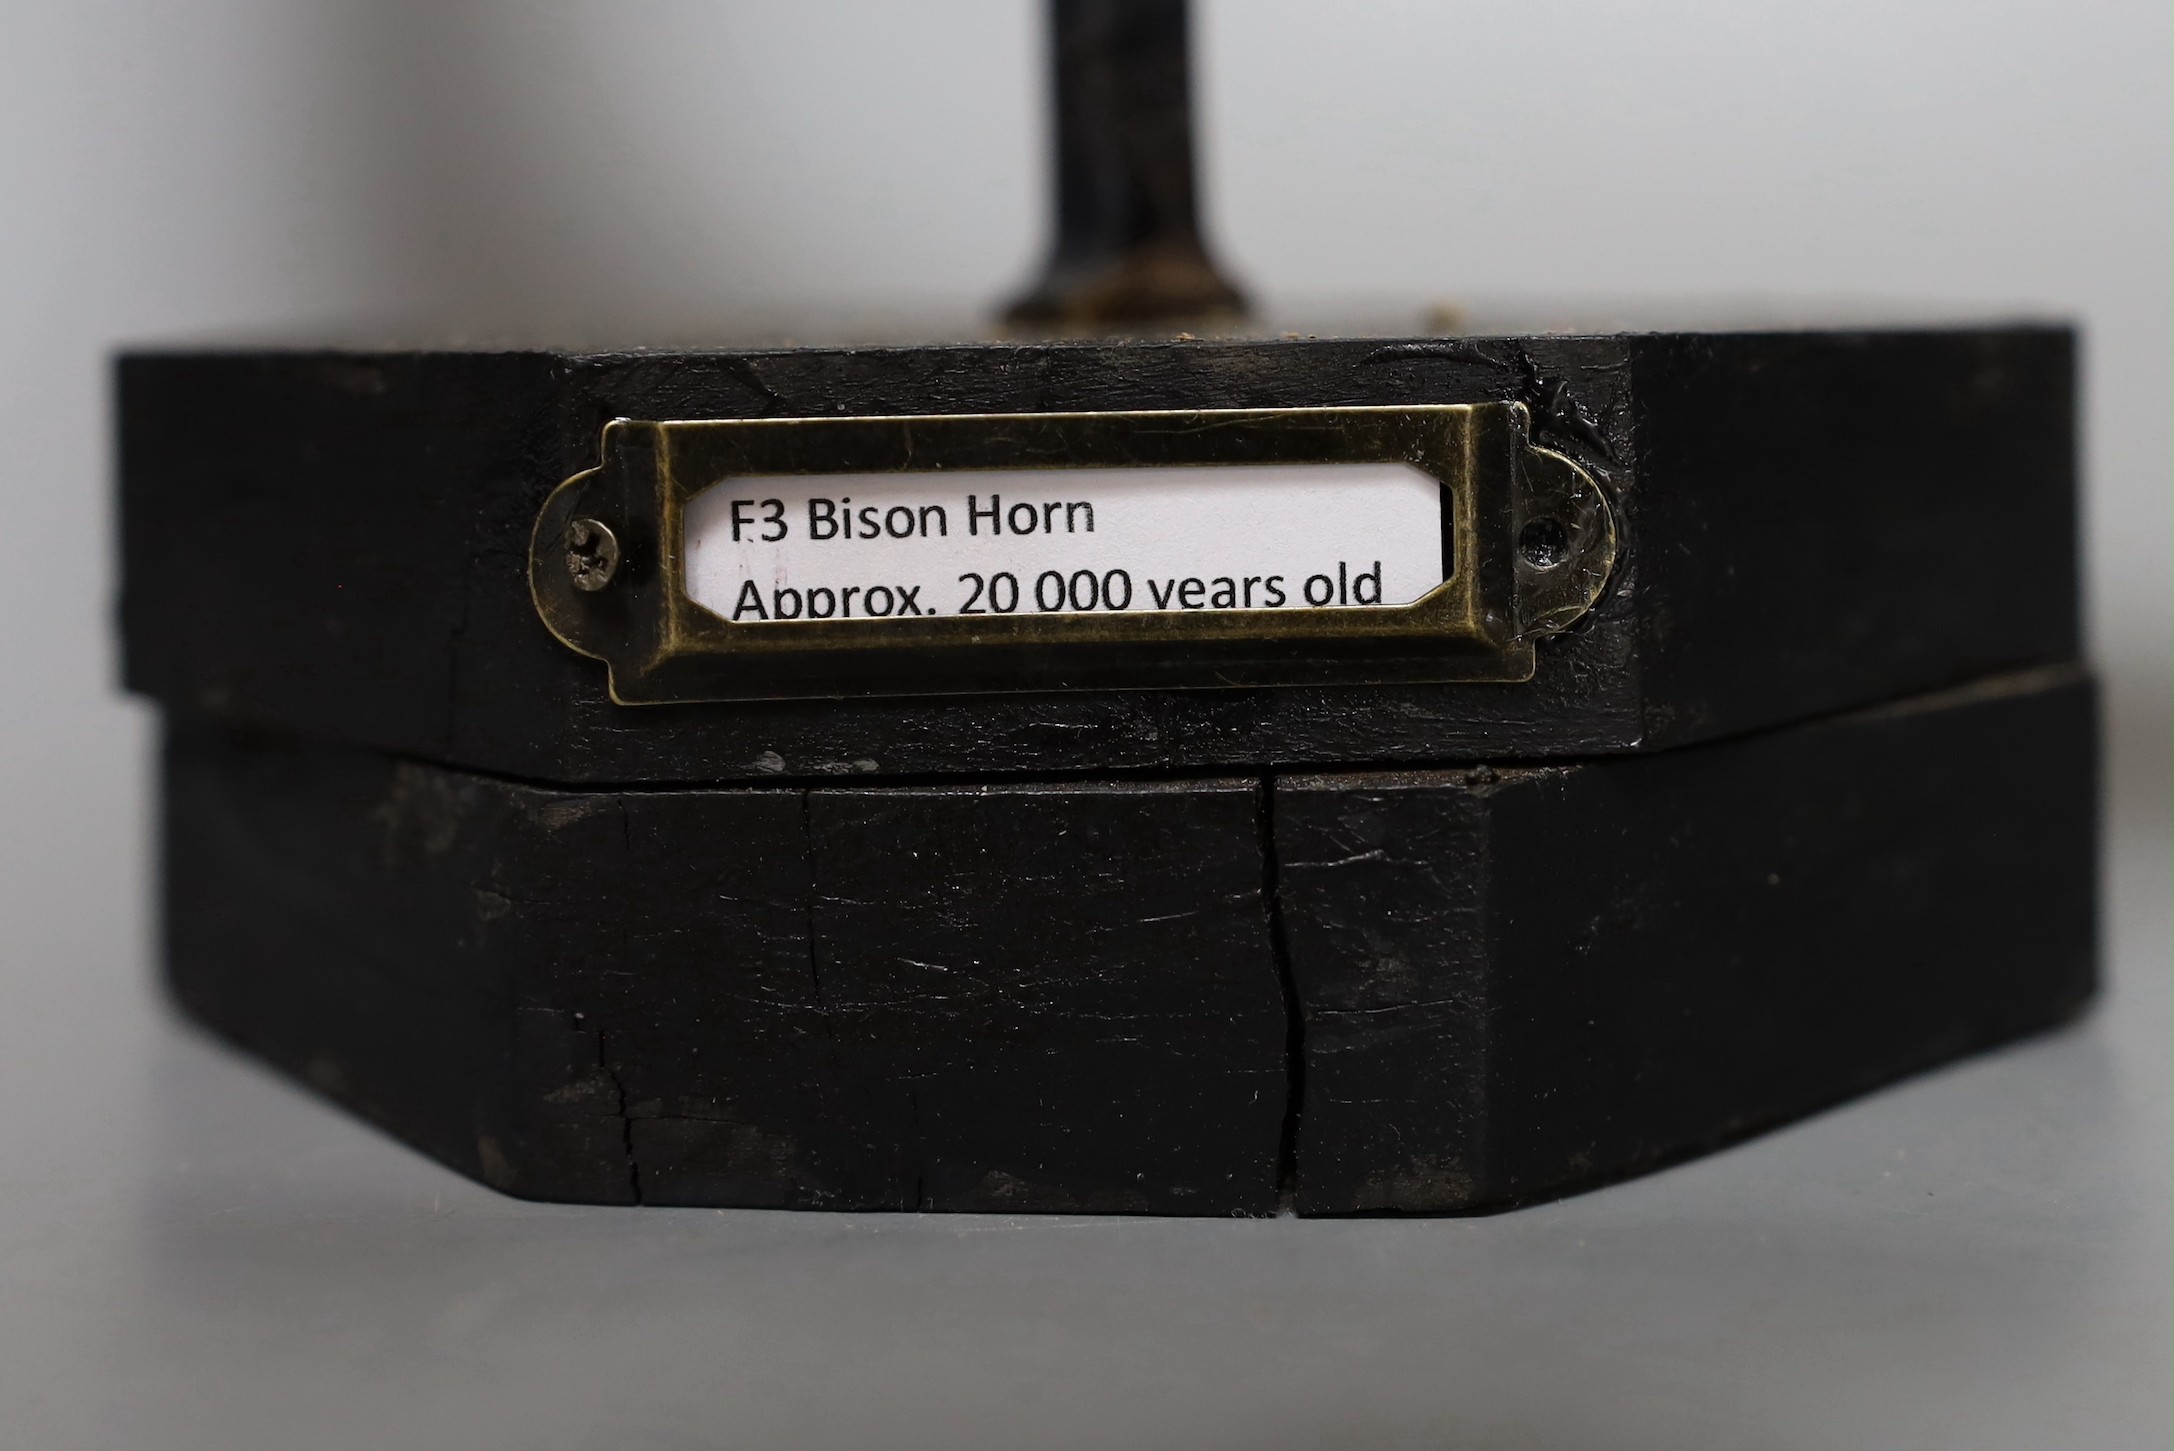 F3 Bison Horn
Approx. 20 000 years old